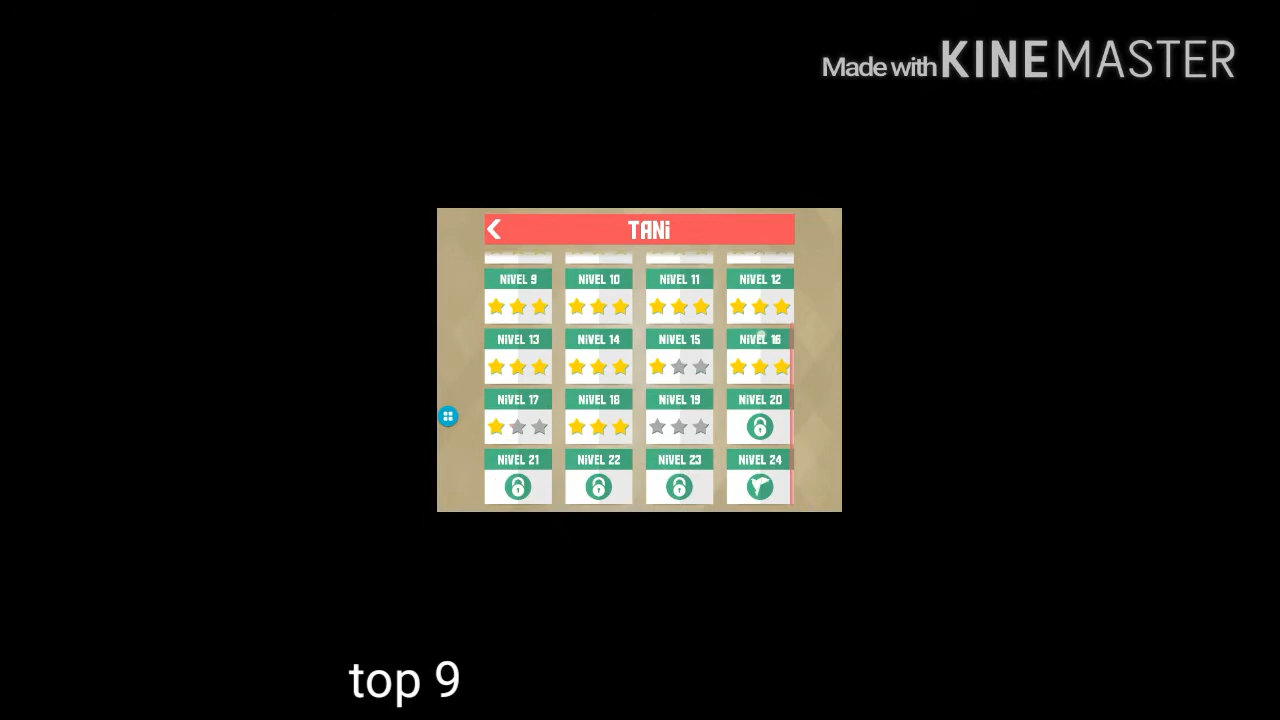 Made with KINEMASTER
TANi
NiVEL 9 NiVEL 10 NiVEL 11 NiVEL 12
NiVEL 13 NiVEL 14 NiVEL 15 NiVEL 16
NiVEL 17 NiVEL 18 NiVEL 19 NiVEL 20
NiVEL 21 NiVEL 22 NiVEL 23 NiVEL 24
top 9